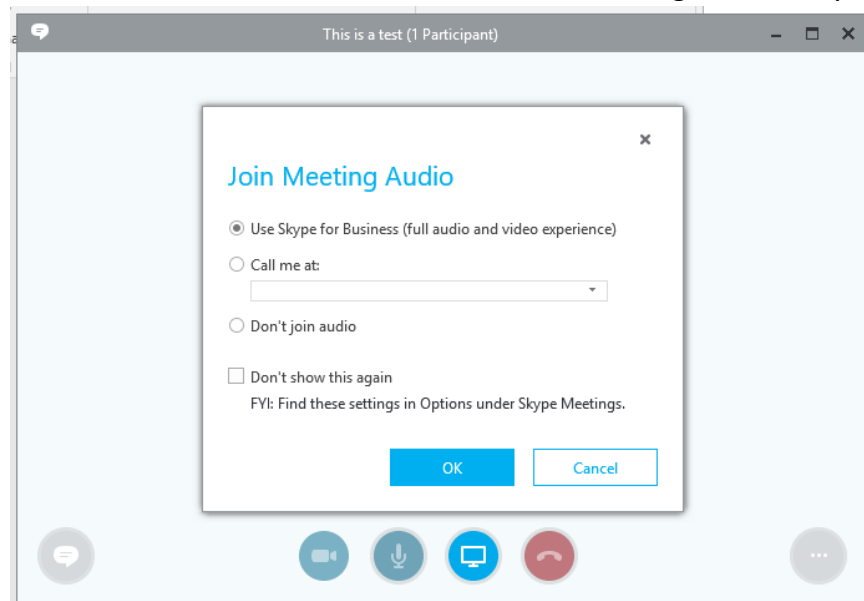 This is a test (1 Participant)
Join Meeting Audio
Use Skype for Business (full audio and video experience)
Call me at:
Don't join audio
Don't show this again
FYI: Find these settings in Options under Skype Meetings.
OK
Cancel